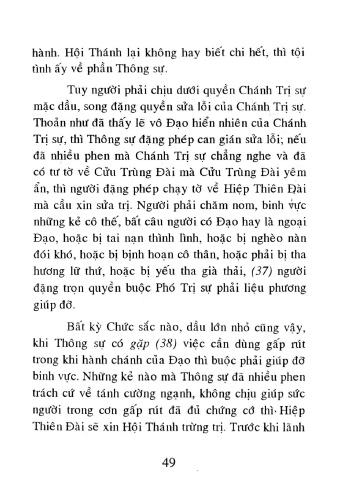 hành. Hội Thánh lại không hay biết chi hết, thì tội
tình ấy về phần Thông sự.
Tuy người phải chịu dưới quyền Chánh Trị sự
mặc dầu, song đặng quyền sửa lỗi của Chánh Trị sự.
Thoản như đã thấy lẽ vô Đạo hiển nhiên của Chánh
Trị sự, thì Thông sự đặng phép can gián sửa lỗi; nếu
đã nhiều phen mà Chánh Trị sự chẳng nghe và đã
có tư tờ về Cửu Trùng Đài mà Cửu Trùng Đài yêm
ẩn, thì người đặng phép chạy tờ về Hiệp Thiên Đài
mà cầu xin sửa trị. Người phải chăm nom, binh vực
những kẻ cô thế, bất câu người có Đạo hay là ngoại
Đạo, hoặc bị tai nạn thình lình, hoặc bị nghèo nàn
đói khó, hoặc bị bịnh hoạn cô thân, hoặc phải bị tha
hương lữ thứ, hoặc bị yếu tha già thải, (37) người
đặng trọn quyền buộc Phó Trị sự phải liệu phương
giúp đỡ.
Bất kỳ Chức sắc nào, dầu lớn nhỏ cũng vậy,
khi Thông sự có gặp (38) việc cần dùng gấp rút
trong khi hành chánh của Đạo thì buộc phải giúp đỡ
binh vực. Những kẻ nào mà Thông sự đã nhiều phen
trách cứ về tánh cường ngạnh, không chịu giúp sức
người trong cơn gấp rút đã đủ chứng cớ thì Hiệp
Thiên Đài sẽ xin Hội Thánh trừng trị. Trước khi lãnh
49